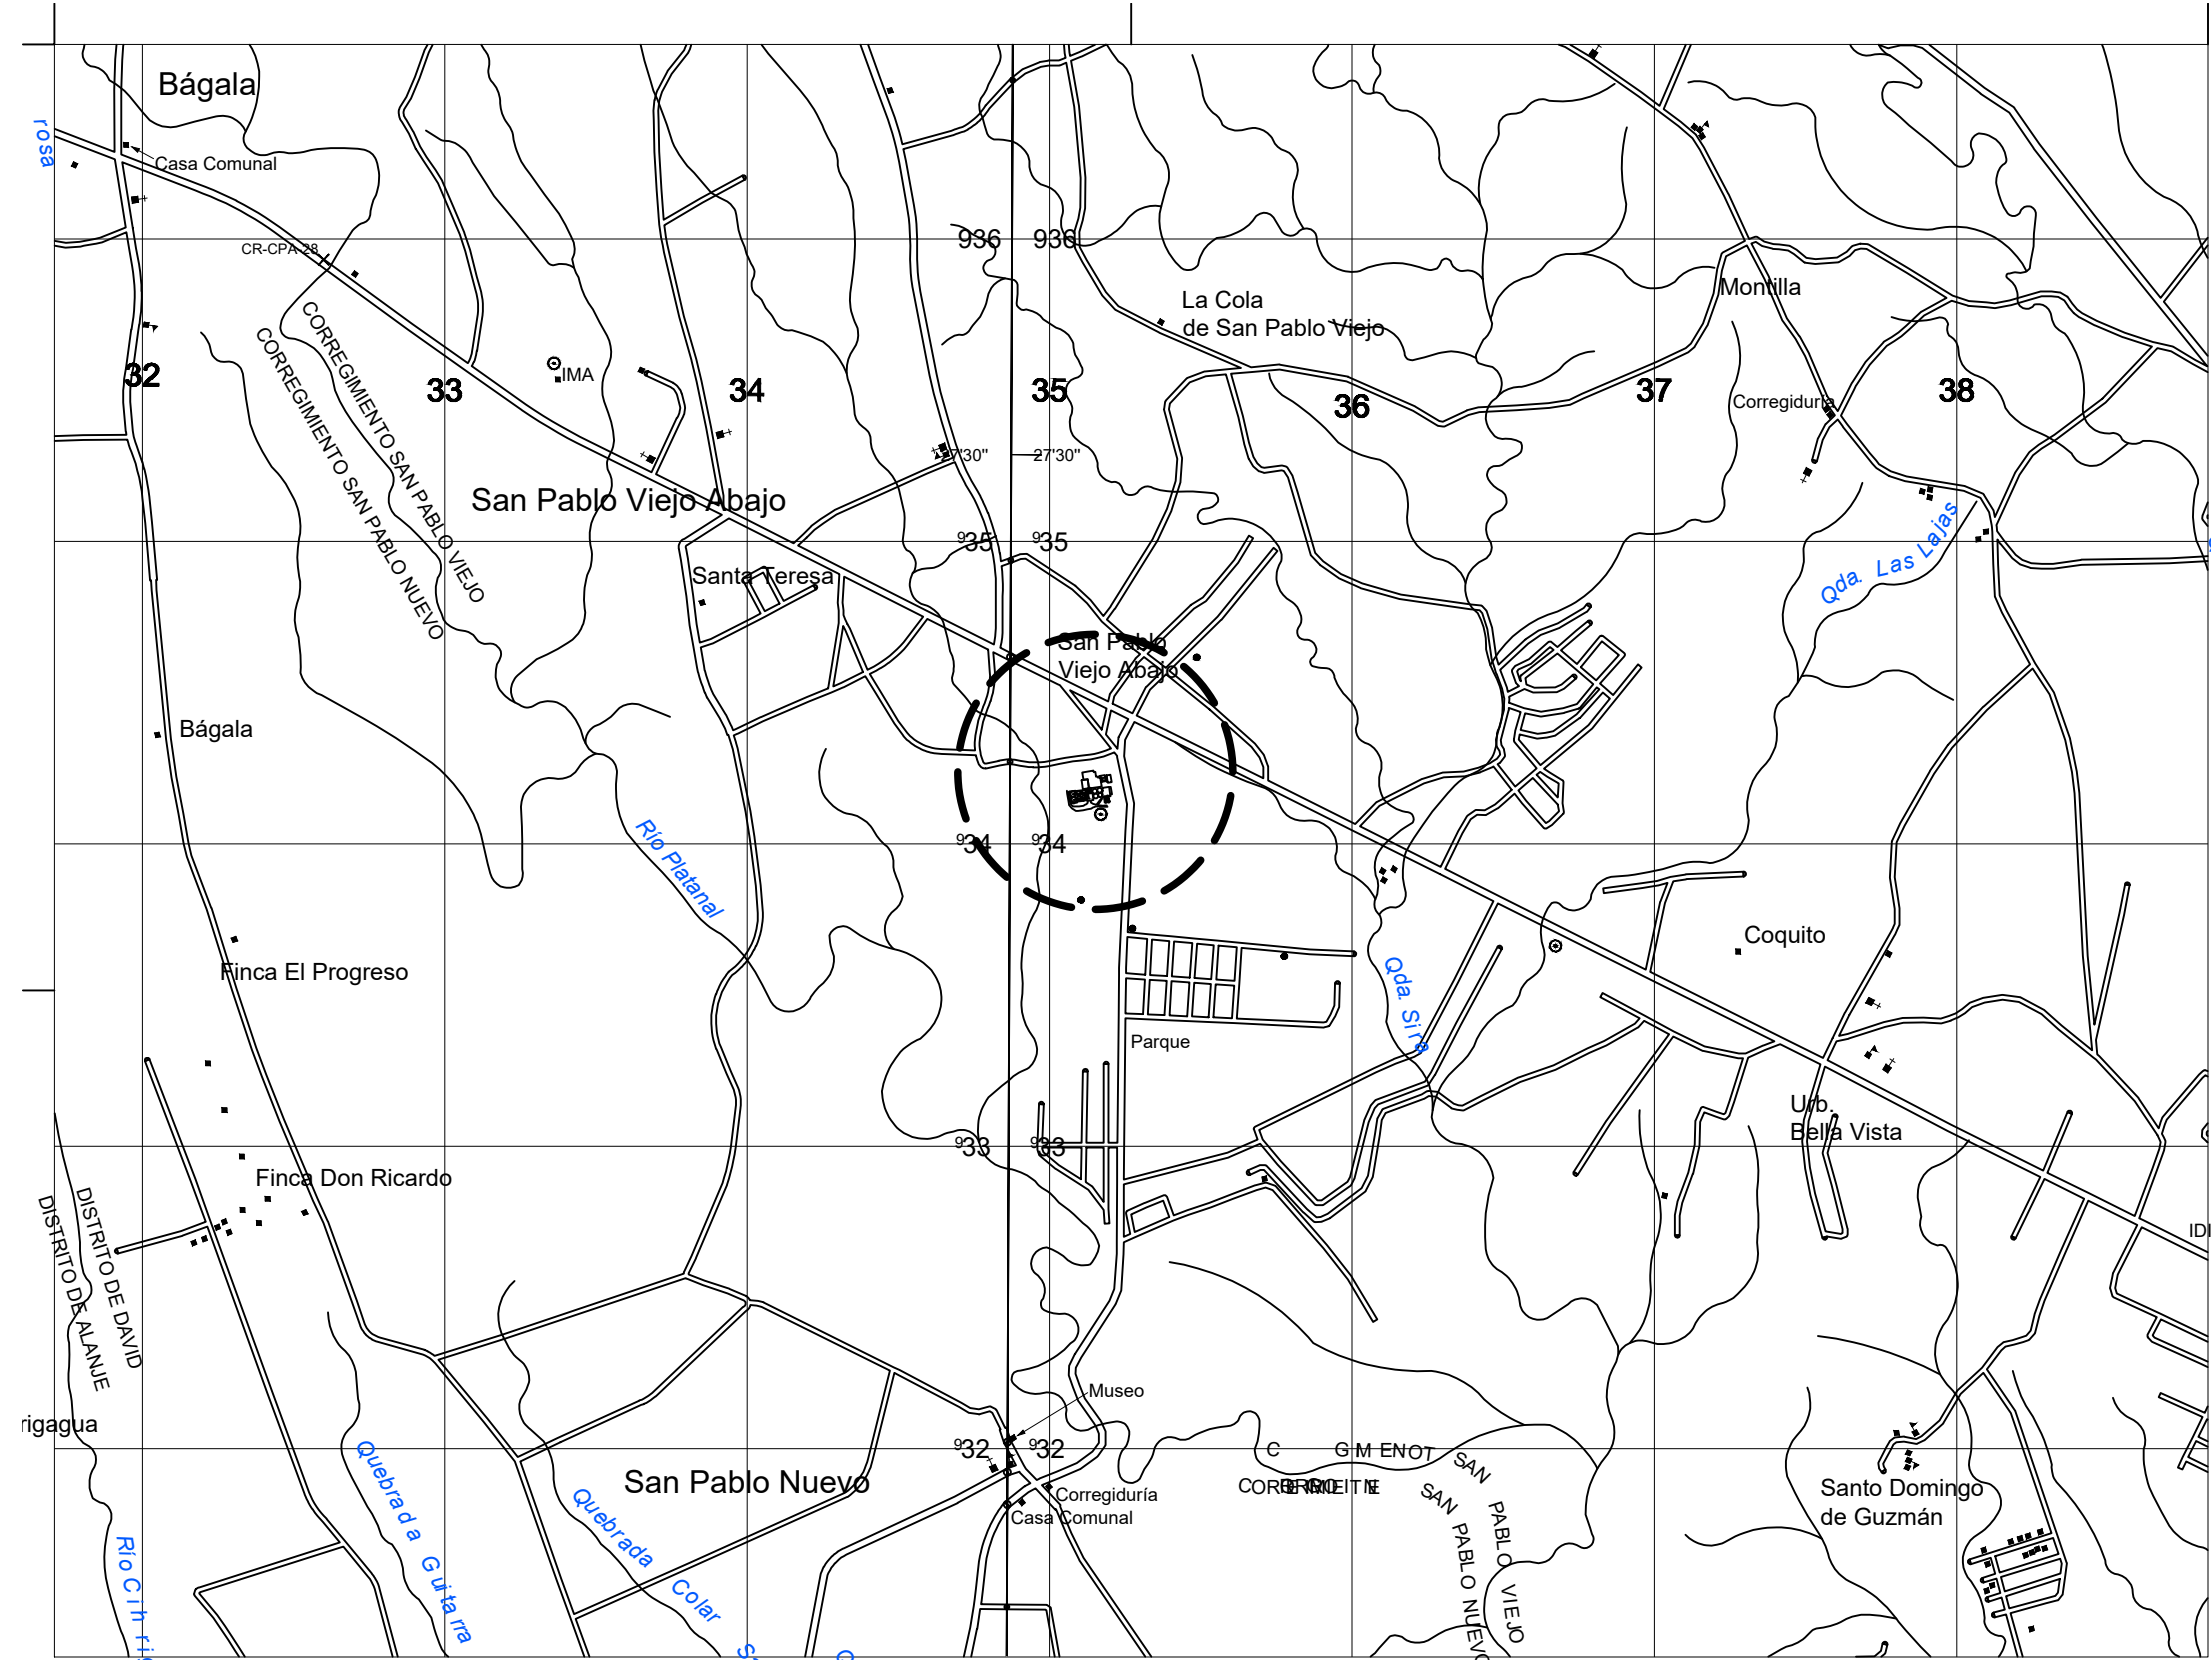 Bágala
rosa
Casa Comunal
CR-CPA-28
936
936
La Cola
de San Pablo Viejo
Montilla
CORREGIMIENTO SAN PABLO VIEJO
CORREGIMIENTO SAN PABLO NUEVO
32
33
34
35
36
37
38
IMA
Corregiduría
27'30"
27'30"
San Pablo Viejo Abajo
935
935
Qda. Las Lajas
Santa Teresa
San Pablo
Viejo Abajo
Bágala
Río Platanal
934
934
Coquito
Finca El Progreso
Qda. Sira
Parque
Urb.
Bella Vista
933
933
Finca Don Ricardo
DISTRITO DE DAVID
DISTRITO DE ALANJE
IDI
Museo
rigagua
932
932
SAN PABLO VIEJO
SAN PABLO NUEVO
San Pablo Nuevo
Corregiduría
Casa Comunal
Santo Domingo
de Guzmán
Quebrada Guitarra
Quebrada Colar